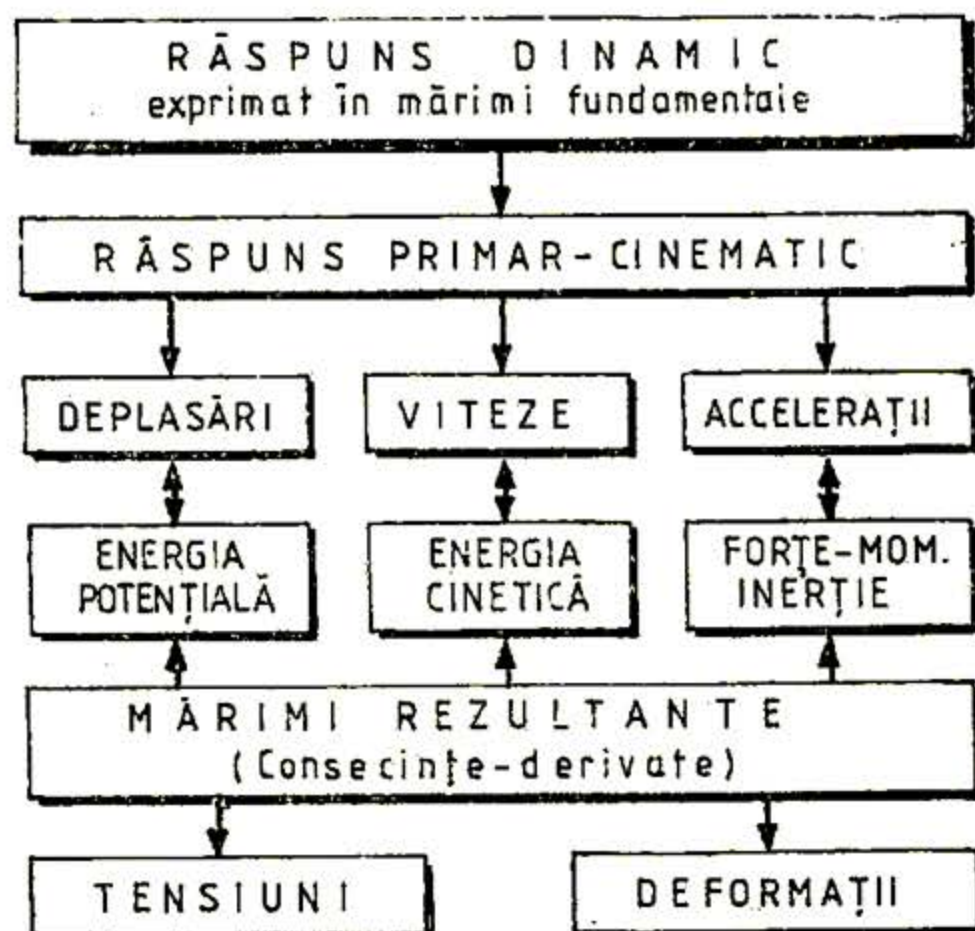 RĂSPUNS DINAMIC
exprimat în mărimi fundamentaie
RĂSPUNS PRIMAR-CINEMATIC
DEPLASĂRI VITEZE ACCELERAȚII
ENERGIA POTENȚIALĂ
ENERGIA CINETICĂ
FORȚE-MOM. INERȚIE
MĂRIMI REZULTANTE
(Consecințe-derivate)
TENSIUNI DEFORMAȚII